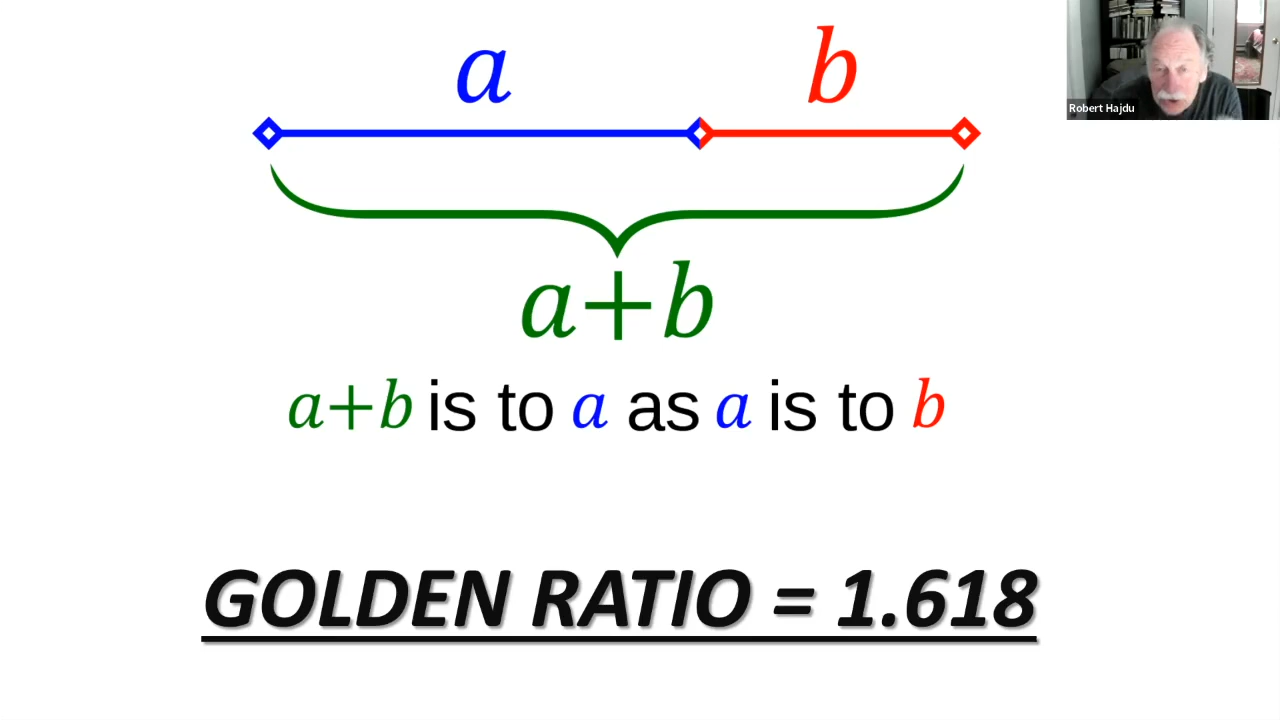 a b
Robert Hajdu
a+b
a+b is to a as a is to b
GOLDEN RATIO = 1.618